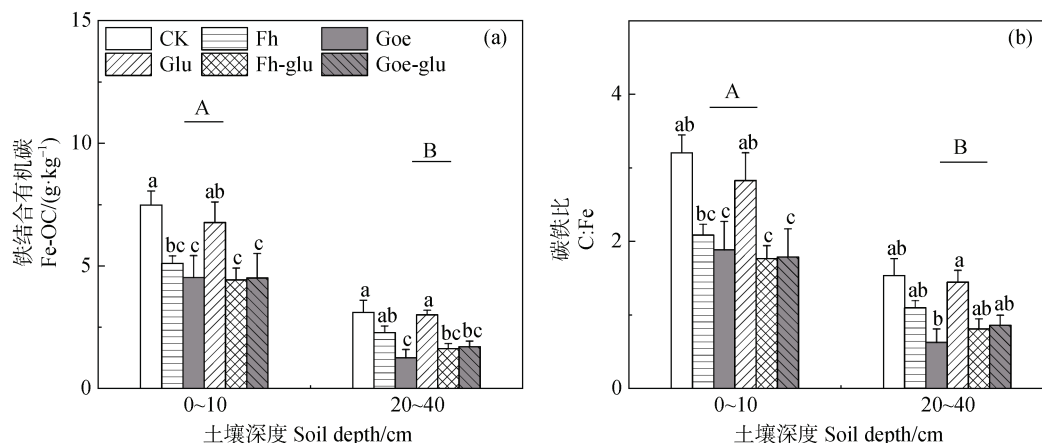 15
10
5
0
铁结合有机碳
Fe-OC/(g·kg⁻¹)
CK Fh Goe
Glu Fh-glu Goe-glu
(a)
A
B
a bc c ab c c
a ab c a bc bc
0~10 20~40
土壤深度 Soil depth/cm
4
2
0
碳铁比
C:Fe
(b)
A
B
ab bc c ab c c
ab ab b a ab ab
0~10 20~40
土壤深度 Soil depth/cm